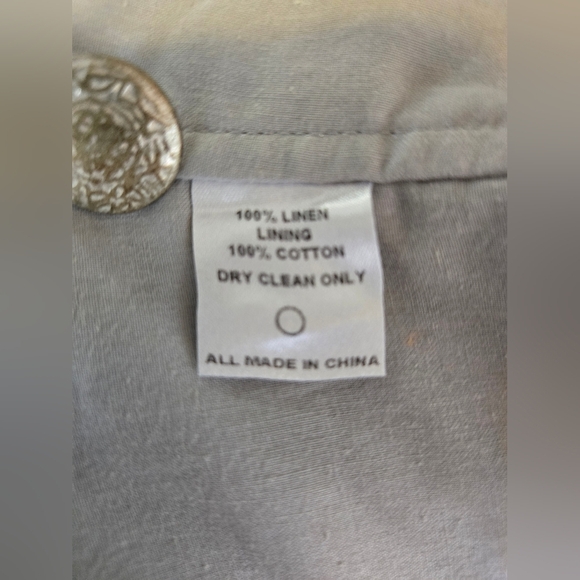 100% LINEN
LINING
100% COTTON
DRY CLEAN ONLY
ALL MADE IN CHINA